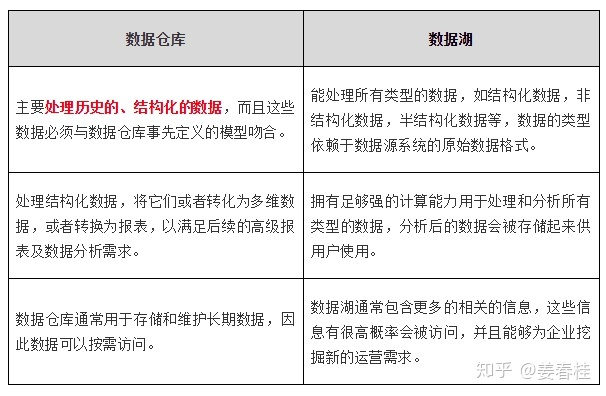 数据仓库
数据湖
主要处理历史的、结构化的数据，而且这些
数据必须与数据仓库事先定义的模型吻合。
能处理所有类型的数据，如结构化数据，非
结构化数据，半结构化数据等，数据的类型
依赖于数据源系统的原始数据格式。
处理结构化数据，将它们或者转化为多维数
据，或者转换为报表，以满足后续的高级报
表及数据分析需求。
拥有足够强的计算能力用于处理和分析所有
类型的数据，分析后的数据会被存储起来供
用户使用。
数据仓库通常用于存储和维护长期数据，因
此数据可以按需访问。
数据湖通常包含更多的相关的信息，这些信
息有很高概率会被访问，并且能够为企业挖
掘新的运营需求。
知乎 @姜春桂